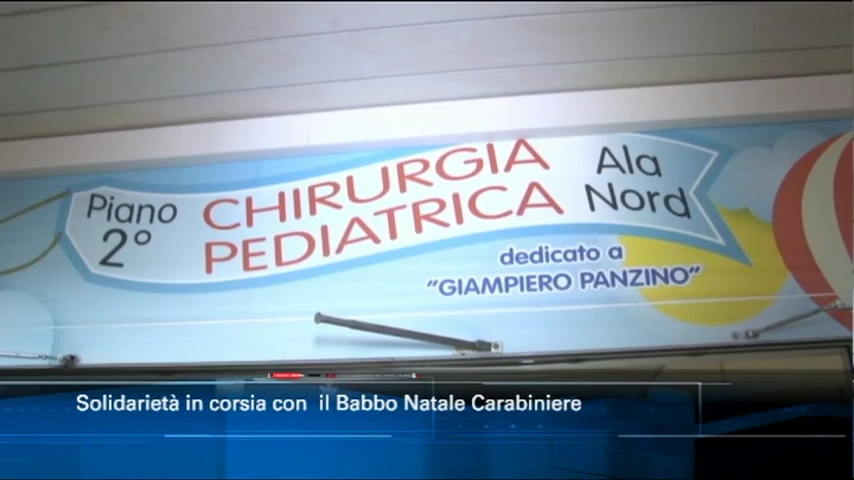 Piano
2°
CHIRURGIA
PEDIATRICA
Ala
Nord
dedicato a
"GIAMPIERO PANZINO"
Solidarietà in corsia con il Babbo Natale Carabiniere